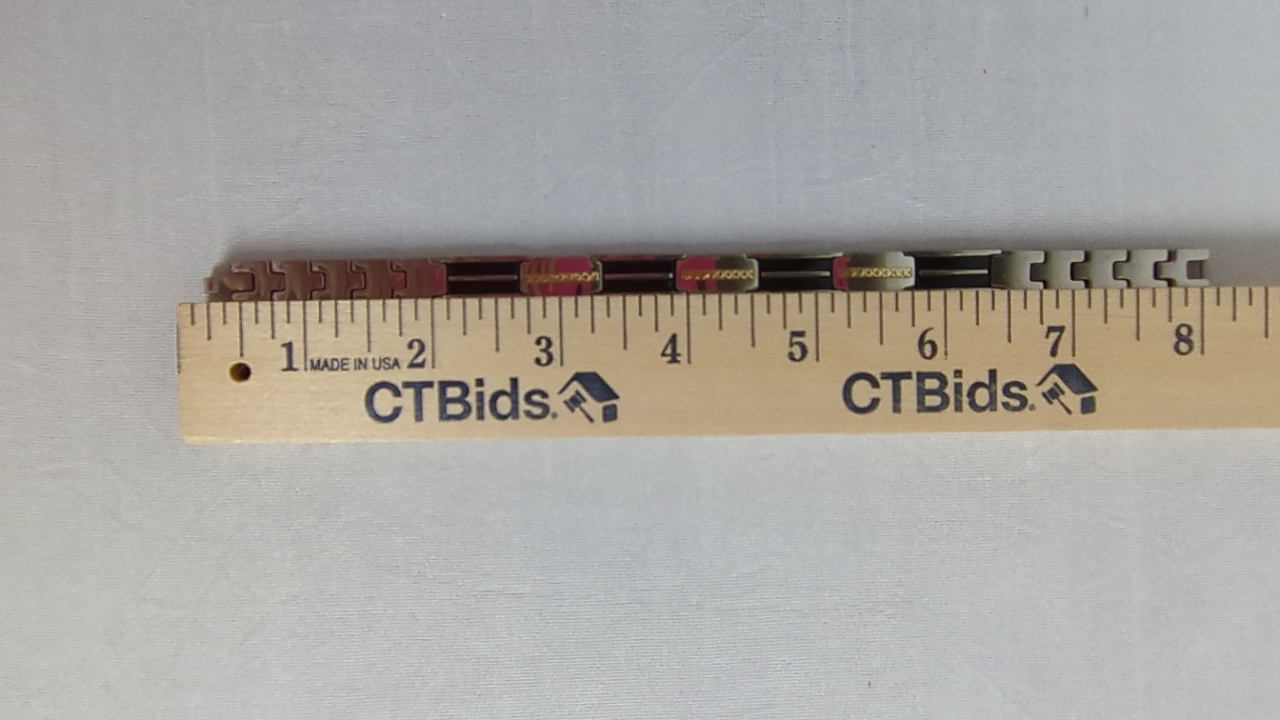 1 MADE IN USA 2 3 4 5 6 7 8
CTBids. CTBids.